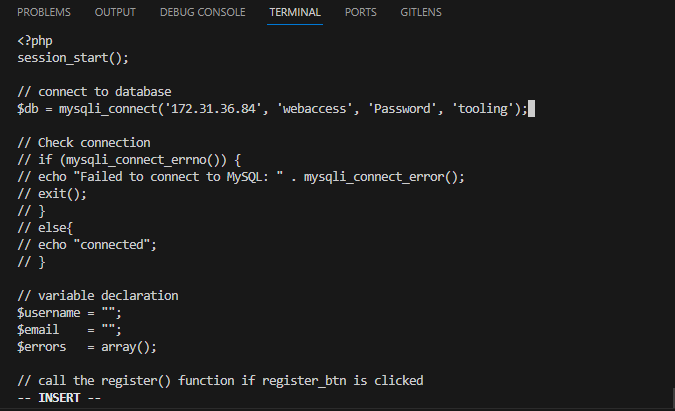 PROBLEMS OUTPUT DEBUG CONSOLE TERMINAL PORTS GITLENS
<?php
session_start();
// connect to database
$db = mysqli_connect('172.31.36.84', 'webaccess', 'Password', 'tooling');
// Check connection
// if (mysqli_connect_errno()) {
// echo "Failed to connect to MySQL: " . mysqli_connect_error();
// exit();
// }
// else{
// echo "connected";
// }
// variable declaration
$username = "";
$email    = "";
$errors   = array();
// call the register() function if register_btn is clicked
-- INSERT --